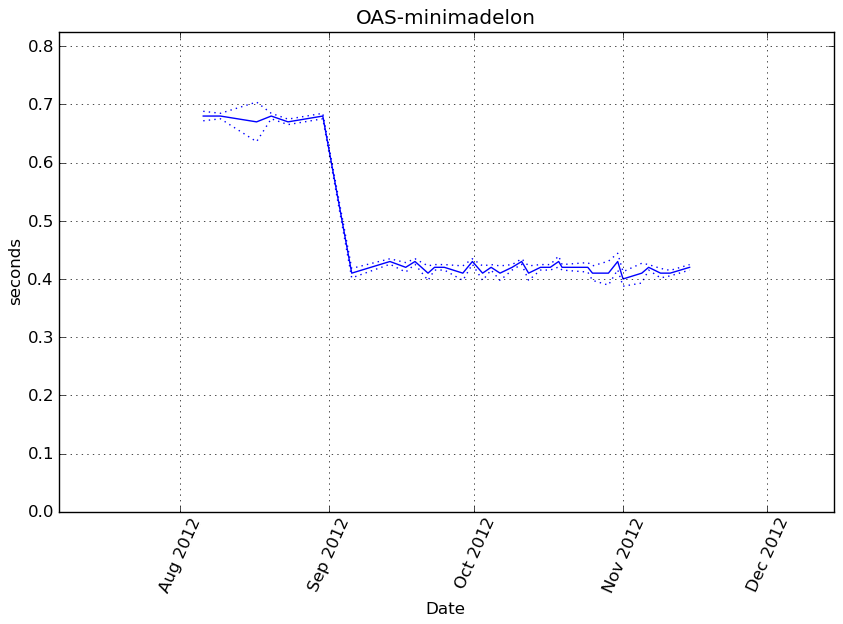 OAS-minimadelon
0.8
0.7
0.6
0.5
0.4
0.3
0.2
0.1
0.0
seconds
Aug 2012
Sep 2012
Oct 2012
Nov 2012
Dec 2012
Date